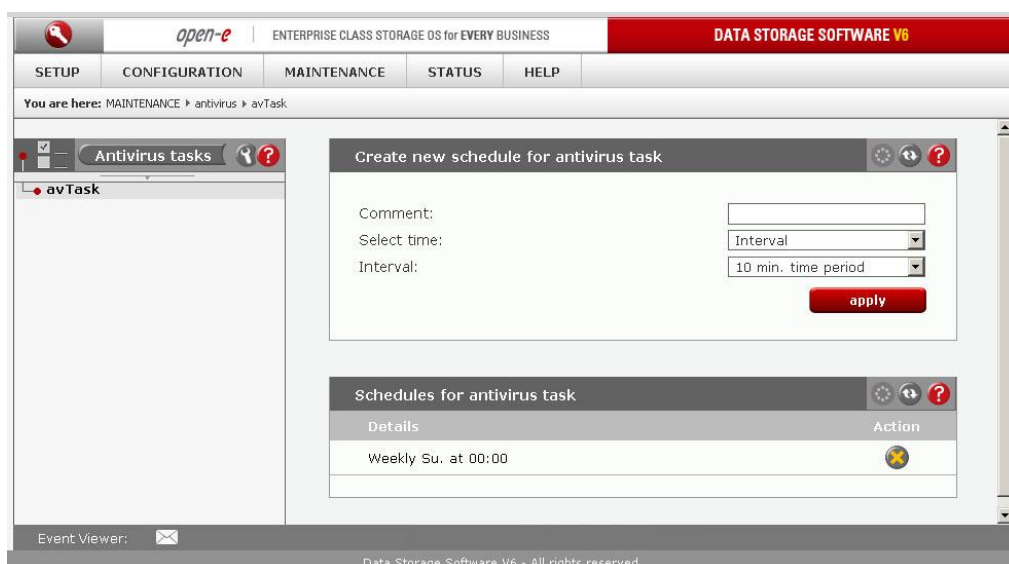 open-e ENTERPRISE CLASS STORAGE OS for EVERY BUSINESS DATA STORAGE SOFTWARE V6
SETUP CONFIGURATION MAINTENANCE STATUS HELP
You are here: MAINTENANCE antivirus avTask
Antivirus tasks
avTask
Create new schedule for antivirus task
Comment:
Select time: Interval
Interval: 10 min. time period
apply
Schedules for antivirus task
Details Action
Weekly Su. at 00:00
Event Viewer:
Data Storage Software V6 - All rights reserved